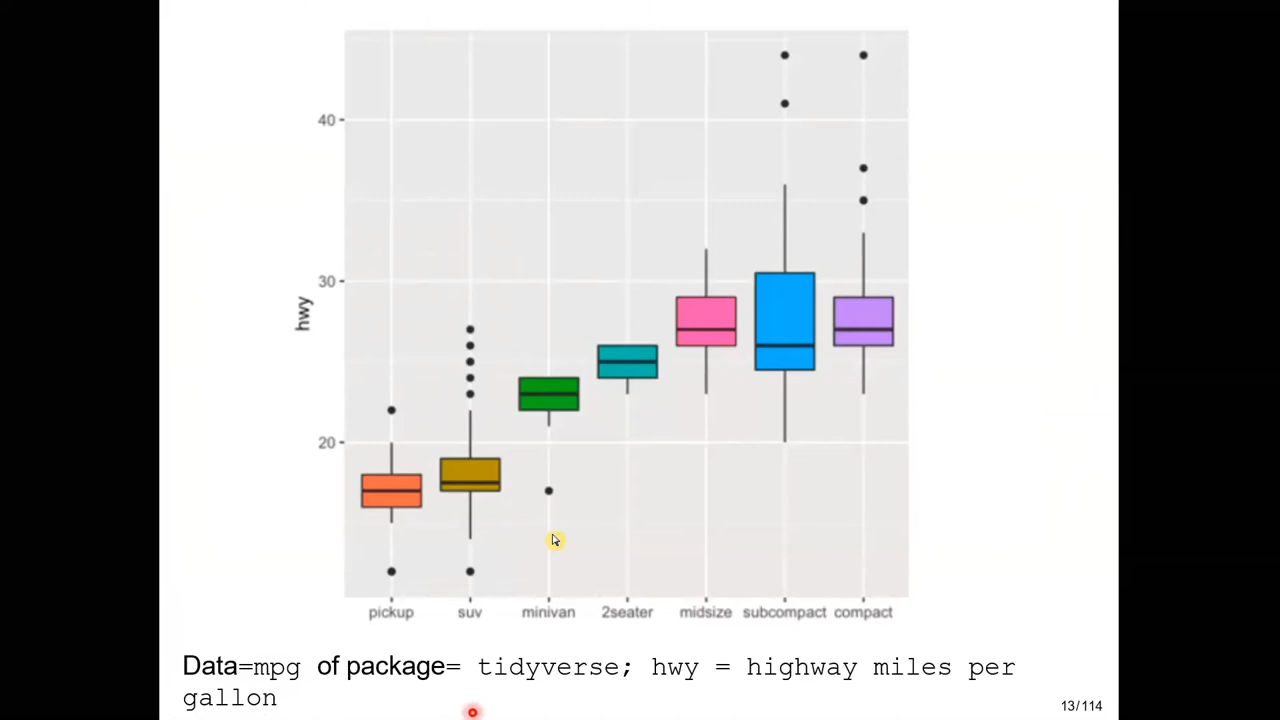 40
30
20
hwy
pickup suv minivan 2seater midsize subcompact compact
Data=mpg of package= tidyverse; hwy = highway miles per
gallon
13/114